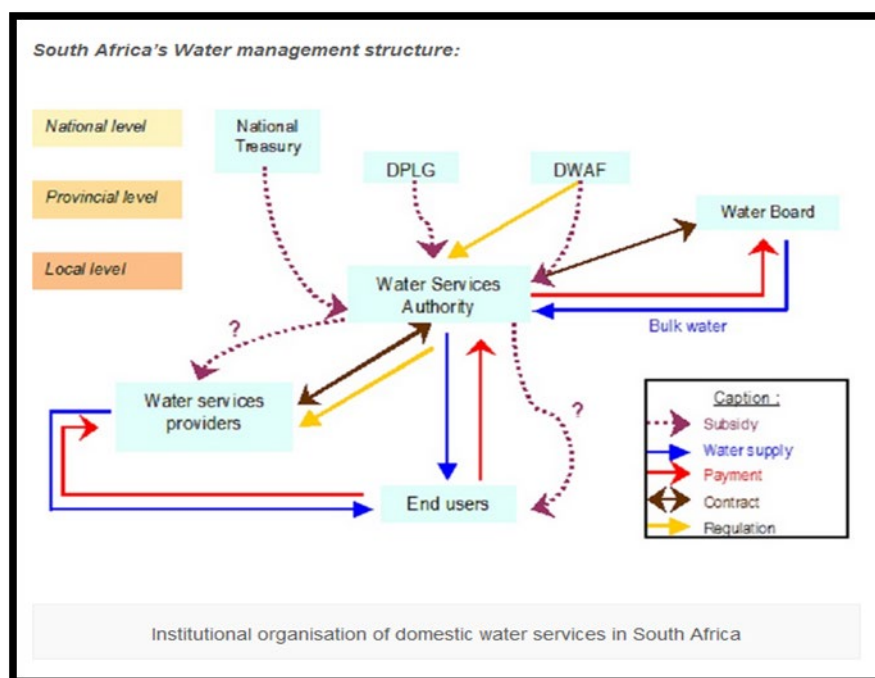 South Africa's Water management structure:
National level
National
Treasury
DPLG
DWAF
Provincial level
Water Board
Local level
Water Services
Authority
Bulk water
?
Water services
providers
?
End users
Caption :
Subsidy
Water supply
Payment
Contract
Regulation
Institutional organisation of domestic water services in South Africa